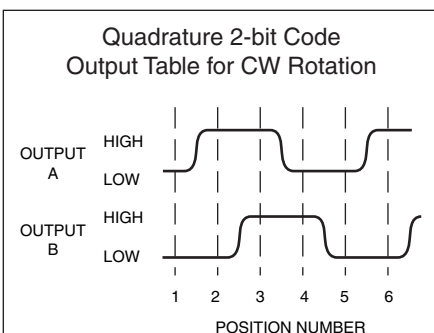 Quadrature 2-bit Code
Output Table for CW Rotation
OUTPUT
A
HIGH
LOW
OUTPUT
B
HIGH
LOW
1 2 3 4 5 6
POSITION NUMBER